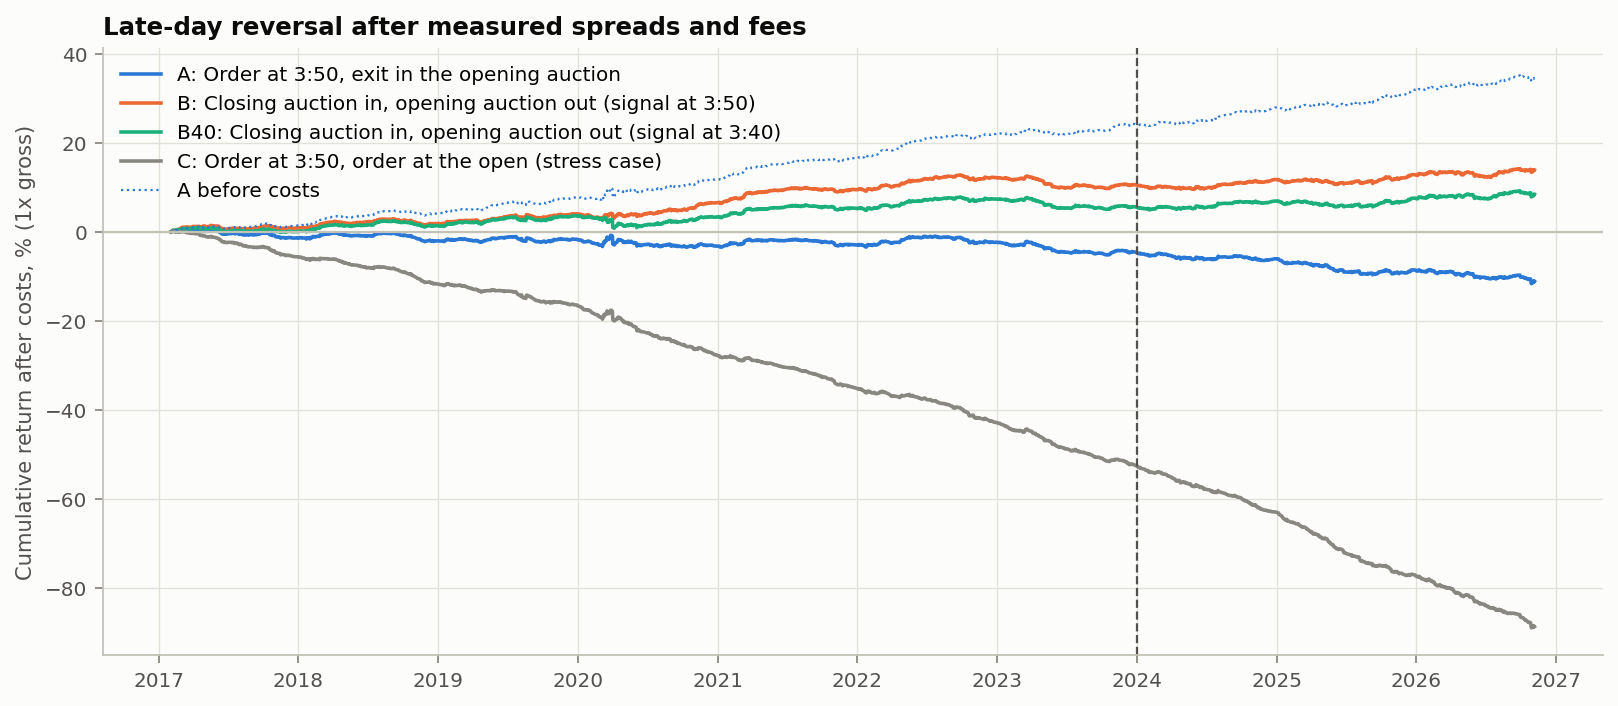 Late-day reversal after measured spreads and fees
Cumulative return after costs, % (1x gross)
40
20
0
−20
−40
−60
−80
A: Order at 3:50, exit in the opening auction
B: Closing auction in, opening auction out (signal at 3:50)
B40: Closing auction in, opening auction out (signal at 3:40)
C: Order at 3:50, order at the open (stress case)
A before costs
2017 2018 2019 2020 2021 2022 2023 2024 2025 2026 2027